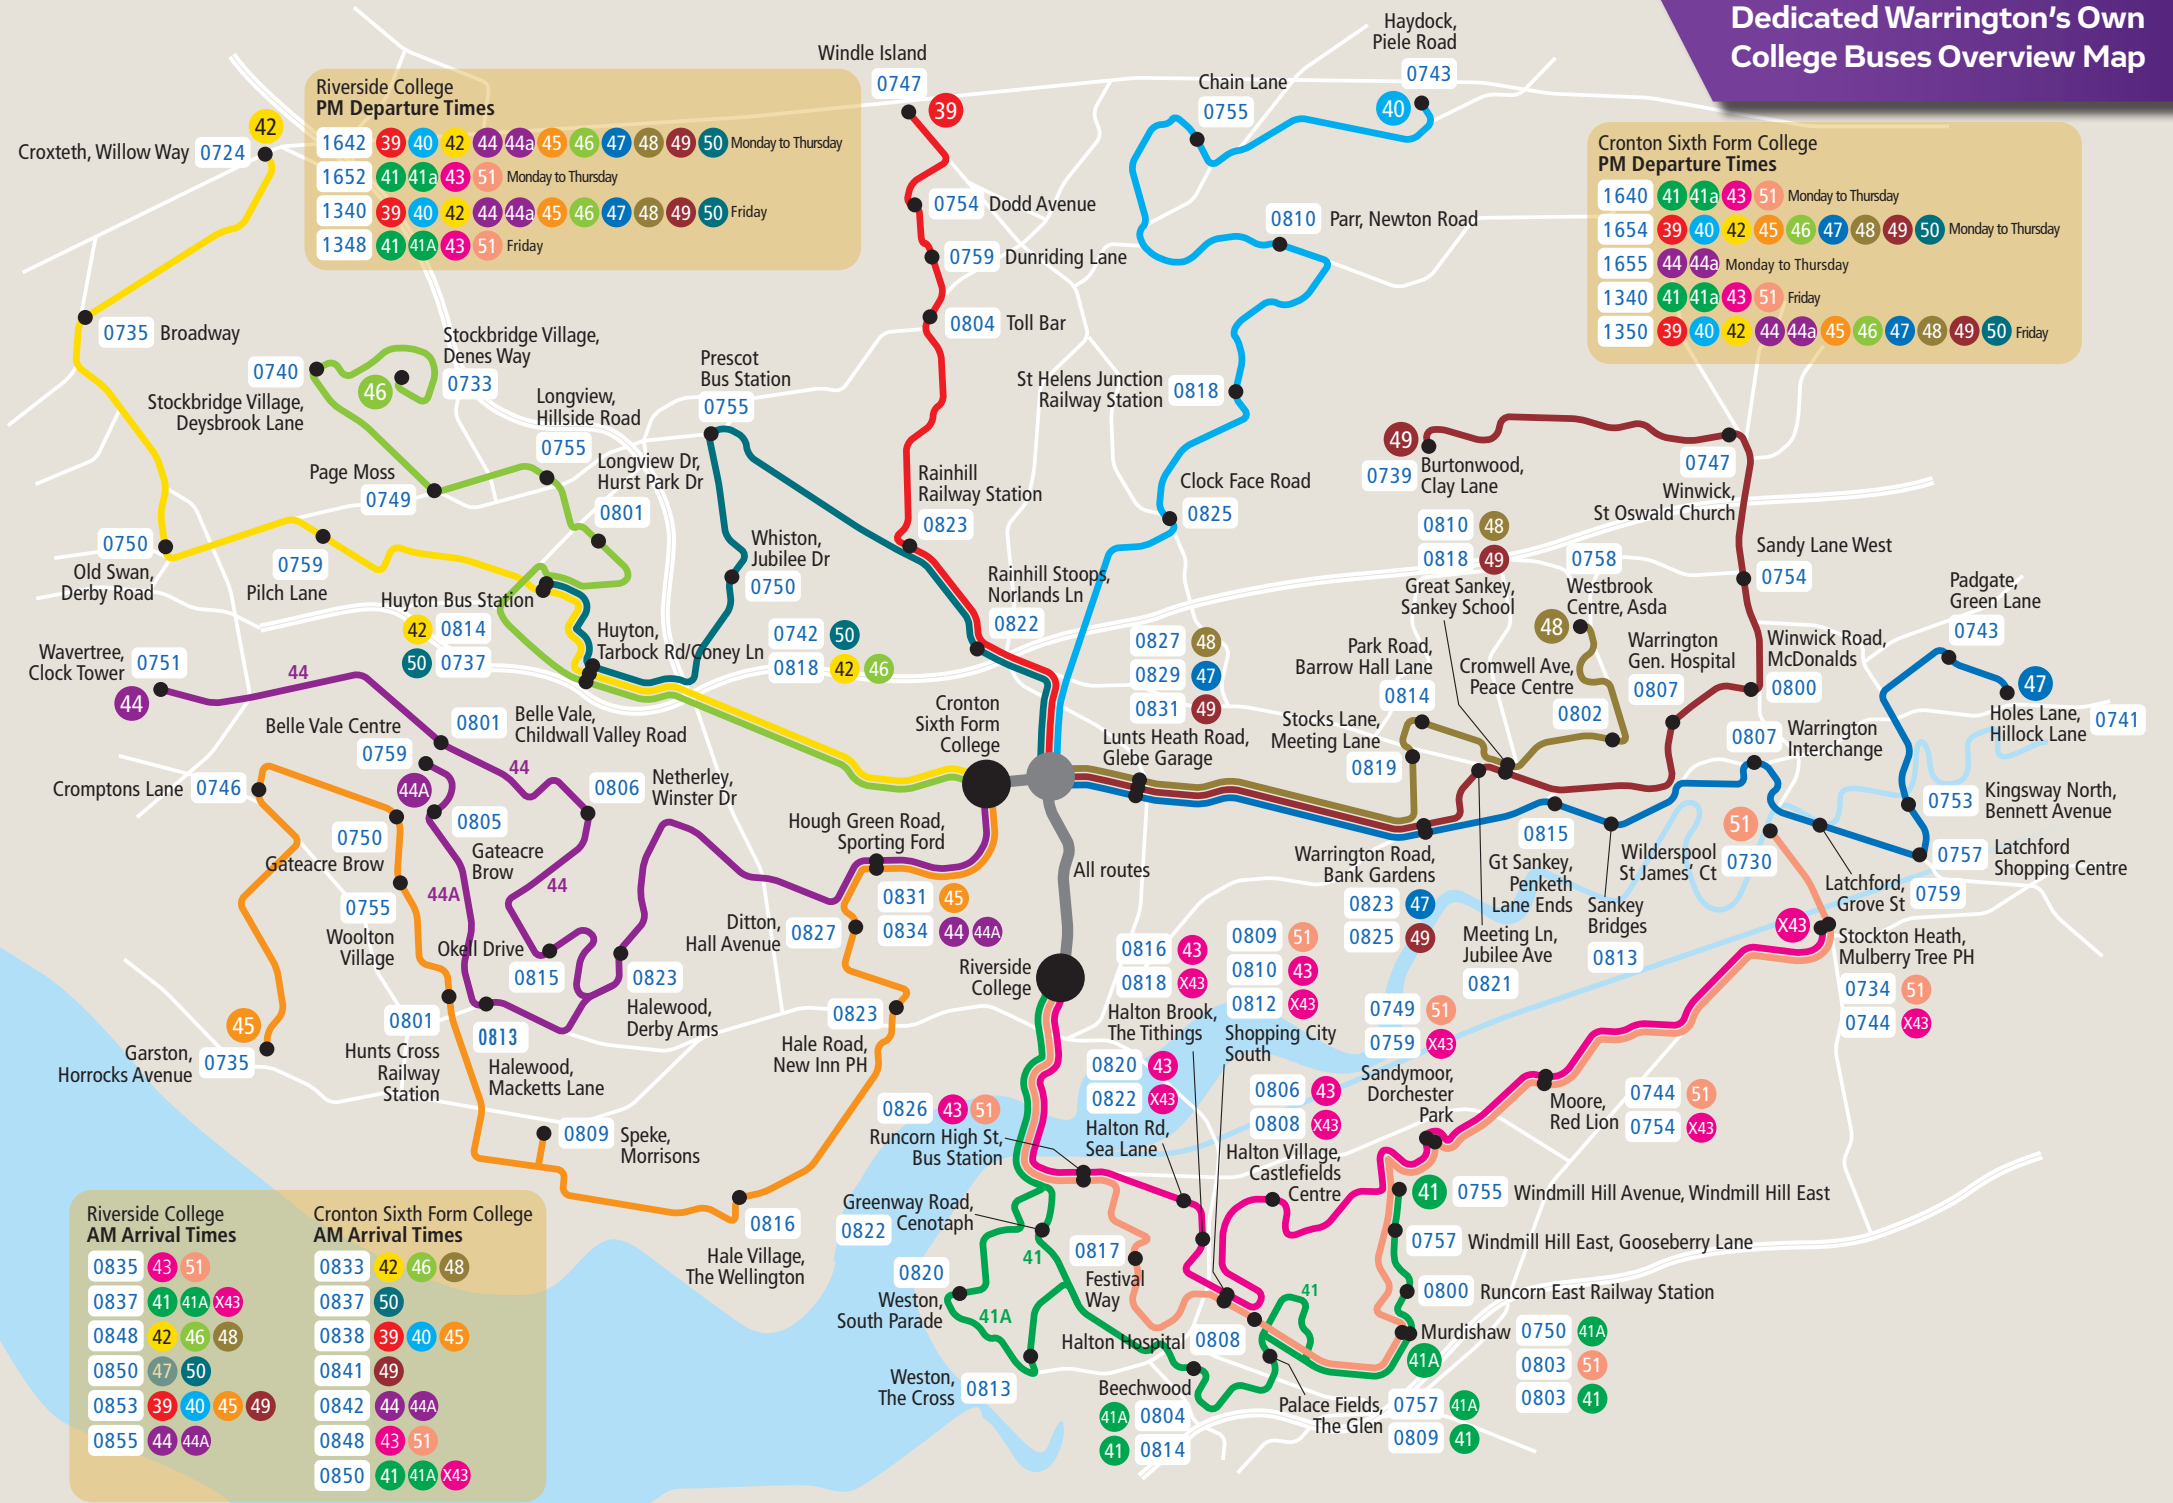 Dedicated Warrington's Own
College Buses Overview Map
Riverside College
PM Departure Times
1642 39 40 42 44 44a 45 46 47 48 49 50 Monday to Thursday
1652 41 41a 43 51 Monday to Thursday
1340 39 40 42 44 44a 45 46 47 48 49 50 Friday
1348 41 41A 43 51 Friday
Cronton Sixth Form College
PM Departure Times
1640 41 41a 43 51 Monday to Thursday
1654 39 40 42 45 46 47 48 49 50 Monday to Thursday
1655 44 44a Monday to Thursday
1340 41 41a 43 51 Friday
1350 39 40 42 44 44a 45 46 47 48 49 50 Friday
Windle Island
0747
39
0754 Dodd Avenue
0759 Dunriding Lane
0804 Toll Bar
Rainhill
Railway Station
0823
Rainhill Stoops,
Norlands Ln
0822
Haydock,
Piele Road
0743
40
Chain Lane
0755
0810 Parr, Newton Road
St Helens Junction
Railway Station
0818
Clock Face Road
0825
42
Croxteth, Willow Way 0724
0735 Broadway
0750
Old Swan,
Derby Road
0759
Pilch Lane
Huyton Bus Station
42 0814
50 0737
Huyton,
Tarbock Rd/Coney Ln
0742 50
0818 42 46
Stockbridge Village,
Denes Way
0733
46
0740
Stockbridge Village,
Deysbrook Lane
Page Moss
0749
Longview,
Hillside Road
0755
Longview Dr,
Hurst Park Dr
0801
Prescot
Bus Station
0755
Whiston,
Jubilee Dr
0750
Wavertree,
Clock Tower
0751
44
44
0801 Belle Vale,
Childwall Valley Road
Belle Vale Centre
0759
44A
44
0806 Netherley,
Winster Dr
0805
Gateacre
Brow
44
44A
Okell Drive
0815
0823
Halewood,
Derby Arms
0813
Halewood,
Macketts Lane
Cromptons Lane 0746
0750
Gateacre Brow
0755
Woolton
Village
0801
Hunts Cross
Railway
Station
45
Garston,
Horrocks Avenue
0735
0809 Speke,
Morrisons
0816
Hale Village,
The Wellington
0823
Hale Road,
New Inn PH
Ditton,
Hall Avenue
0827
Hough Green Road,
Sporting Ford
0831 45
0834 44 44A
Cronton
Sixth Form
College
All routes
Riverside
College
0827 48
0829 47
0831 49
Lunts Heath Road,
Glebe Garage
49
0739
Burtonwood,
Clay Lane
0747
Winwick,
St Oswald Church
Sandy Lane West
0754
Winwick Road,
McDonalds
0800
Warrington
Gen. Hospital
0807
0810 48
0818 49
Great Sankey,
Sankey School
0758
Westbrook
Centre, Asda
48
Cromwell Ave,
Peace Centre
0802
Park Road,
Barrow Hall Lane
0814
Stocks Lane,
Meeting Lane
0819
Warrington Road,
Bank Gardens
0823 47
0825 49
Meeting Ln,
Jubilee Ave
0821
0815
Gt Sankey,
Penketh
Lane Ends
Sankey
Bridges
0813
0807
Warrington
Interchange
Padgate,
Green Lane
0743
47
Holes Lane,
Hillock Lane
0741
0753 Kingsway North,
Bennett Avenue
0757 Latchford
Shopping Centre
Latchford,
Grove St
0759
51
Wilderspool
St James' Ct
0730
X43
Stockton Heath,
Mulberry Tree PH
0734 51
0744 X43
Moore,
Red Lion
0744 51
0754 X43
0749 51
0759 X43
Sandymoor,
Dorchester
Park
0806 43
0808 X43
Halton Village,
Castlefields
Centre
0809 51
0810 43
0812 X43
Shopping City
South
0816 43
0818 X43
Halton Brook,
The Tithings
0820 43
0822 X43
Halton Rd,
Sea Lane
0826 43 51
Runcorn High St,
Bus Station
Greenway Road,
Cenotaph
0822
41
0820
Weston,
South Parade
41A
Weston,
The Cross
0813
0817
Festival
Way
Halton Hospital 0808
41
Beechwood
41A 0804
41 0814
Palace Fields,
The Glen
0757 41A
0809 41
41 0755 Windmill Hill Avenue, Windmill Hill East
0757 Windmill Hill East, Gooseberry Lane
0800 Runcorn East Railway Station
Murdishaw 0750 41A
0803 51
0803 41
41A
Riverside College
AM Arrival Times
0835 43 51
0837 41 41A X43
0848 42 46 48
0850 47 50
0853 39 40 45 49
0855 44 44A
Cronton Sixth Form College
AM Arrival Times
0833 42 46 48
0837 50
0838 39 40 45
0841 49
0842 44 44A
0848 43 51
0850 41 41A X43